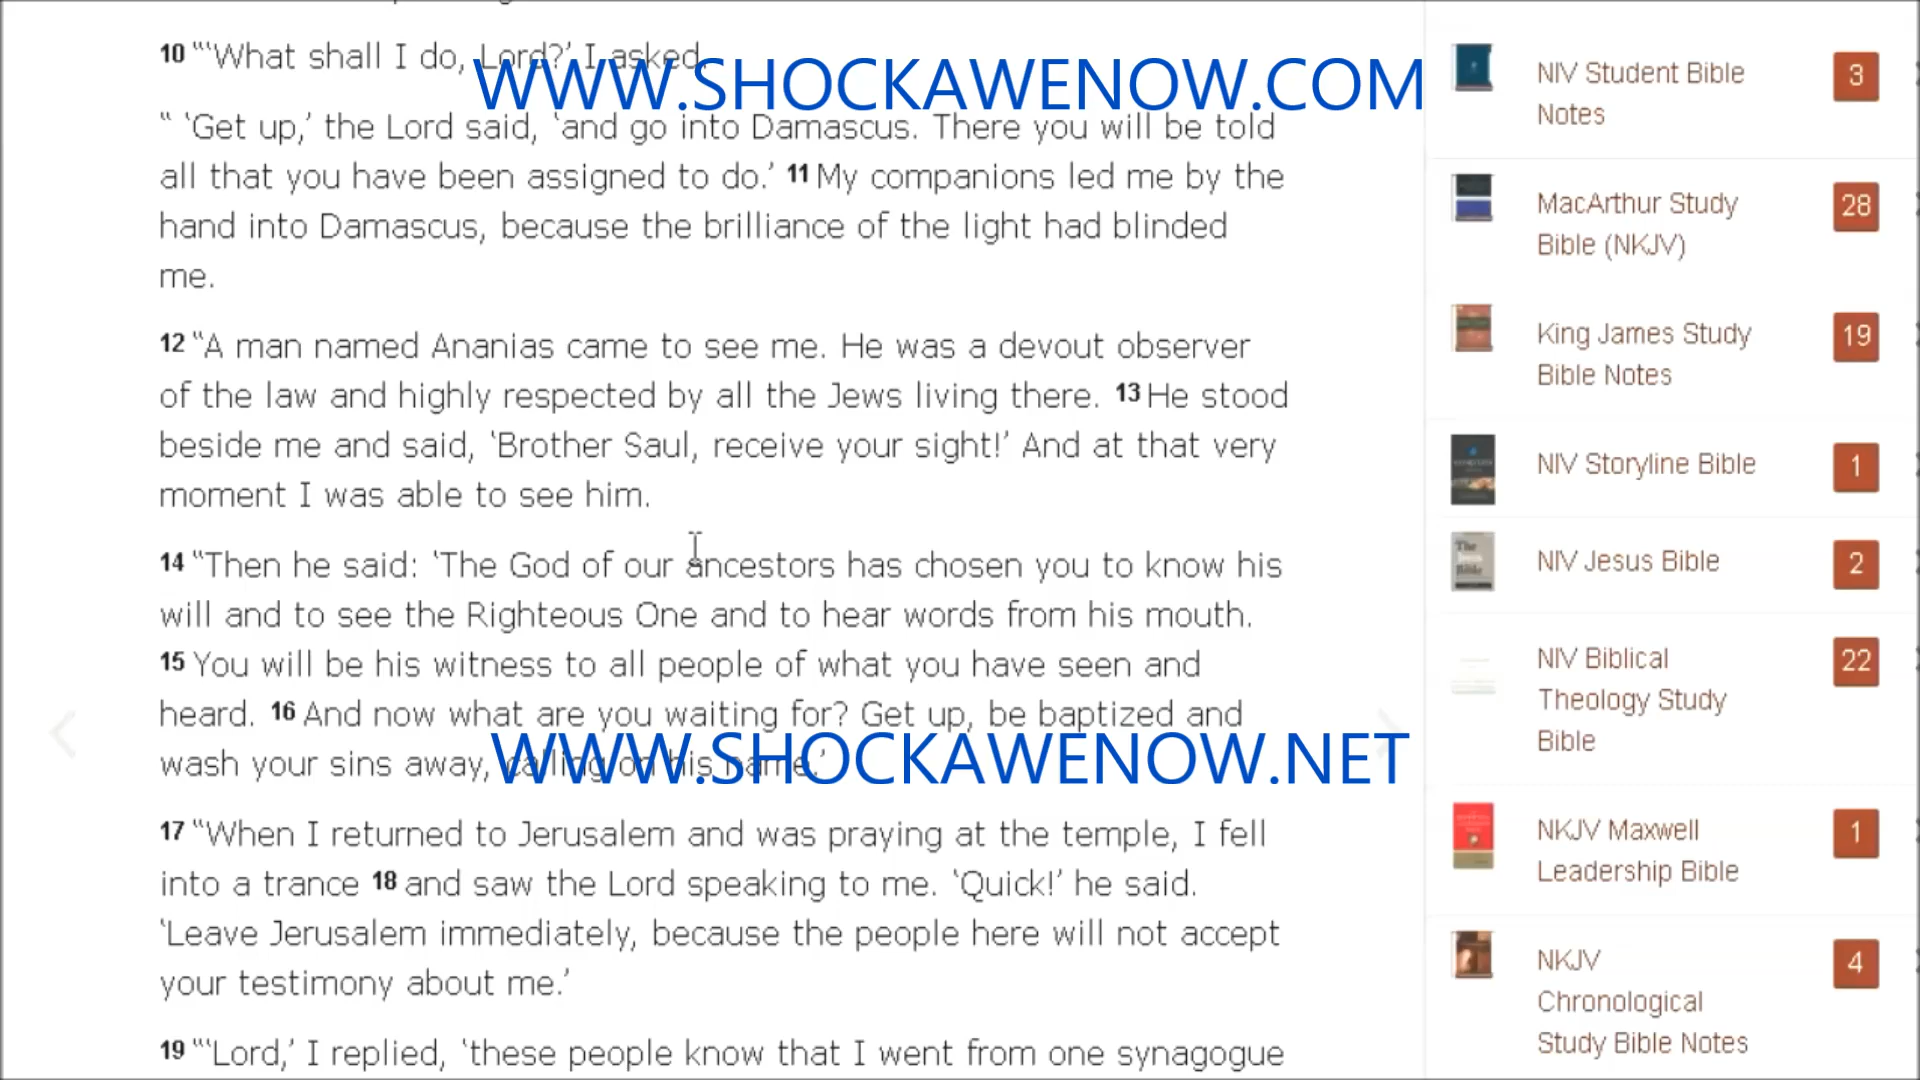 10 “‘What shall I do, Lord?’ I asked.
WWW.SHOCKAWENOW.COM
“ ‘Get up,’ the Lord said, ‘and go into Damascus. There you will be told
all that you have been assigned to do.’ 11 My companions led me by the
hand into Damascus, because the brilliance of the light had blinded
me.
12 “A man named Ananias came to see me. He was a devout observer
of the law and highly respected by all the Jews living there. 13 He stood
beside me and said, ‘Brother Saul, receive your sight!’ And at that very
moment I was able to see him.
14 “Then he said: ‘The God of our ancestors has chosen you to know his
will and to see the Righteous One and to hear words from his mouth.
15 You will be his witness to all people of what you have seen and
heard. 16 And now what are you waiting for? Get up, be baptized and
wash your sins away, calling on his name.’
WWW.SHOCKAWENOW.NET
17 “When I returned to Jerusalem and was praying at the temple, I fell
into a trance 18 and saw the Lord speaking to me. ‘Quick!’ he said.
‘Leave Jerusalem immediately, because the people here will not accept
your testimony about me.’
19 “‘Lord,’ I replied, ‘these people know that I went from one synagogue
NIV Student Bible 3
Notes
MacArthur Study 28
Bible (NKJV)
King James Study 19
Bible Notes
NIV Storyline Bible 1
NIV Jesus Bible 2
NIV Biblical 22
Theology Study
Bible
NKJV Maxwell 1
Leadership Bible
NKJV 4
Chronological
Study Bible Notes